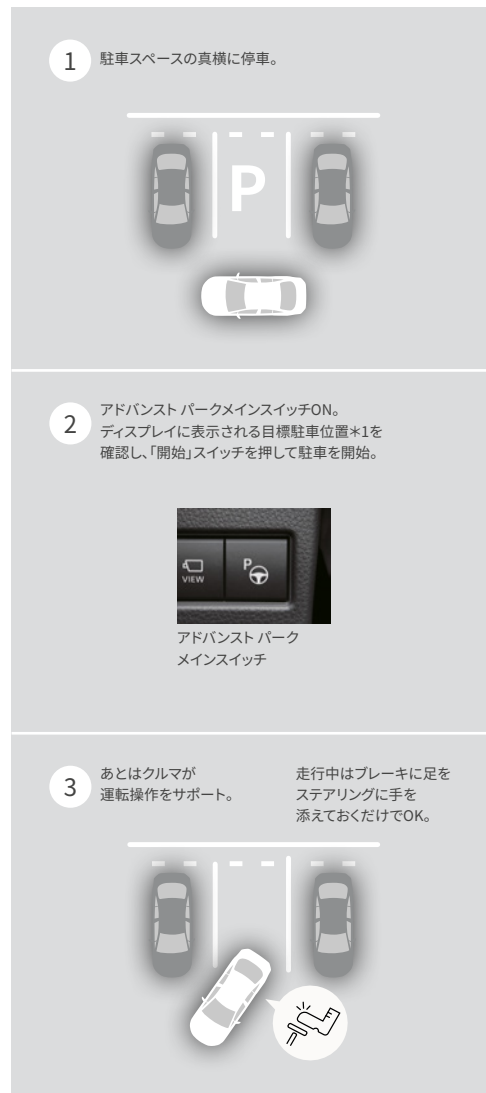 1
駐車スペースの真横に停車。
P
2
アドバンスト パークメインスイッチON。
ディスプレイに表示される目標駐車位置＊1を
確認し、「開始」スイッチを押して駐車を開始。
VIEW
P
アドバンスト パーク
メインスイッチ
3
あとはクルマが
運転操作をサポート。
走行中はブレーキに足を
ステアリングに手を
添えておくだけでOK。